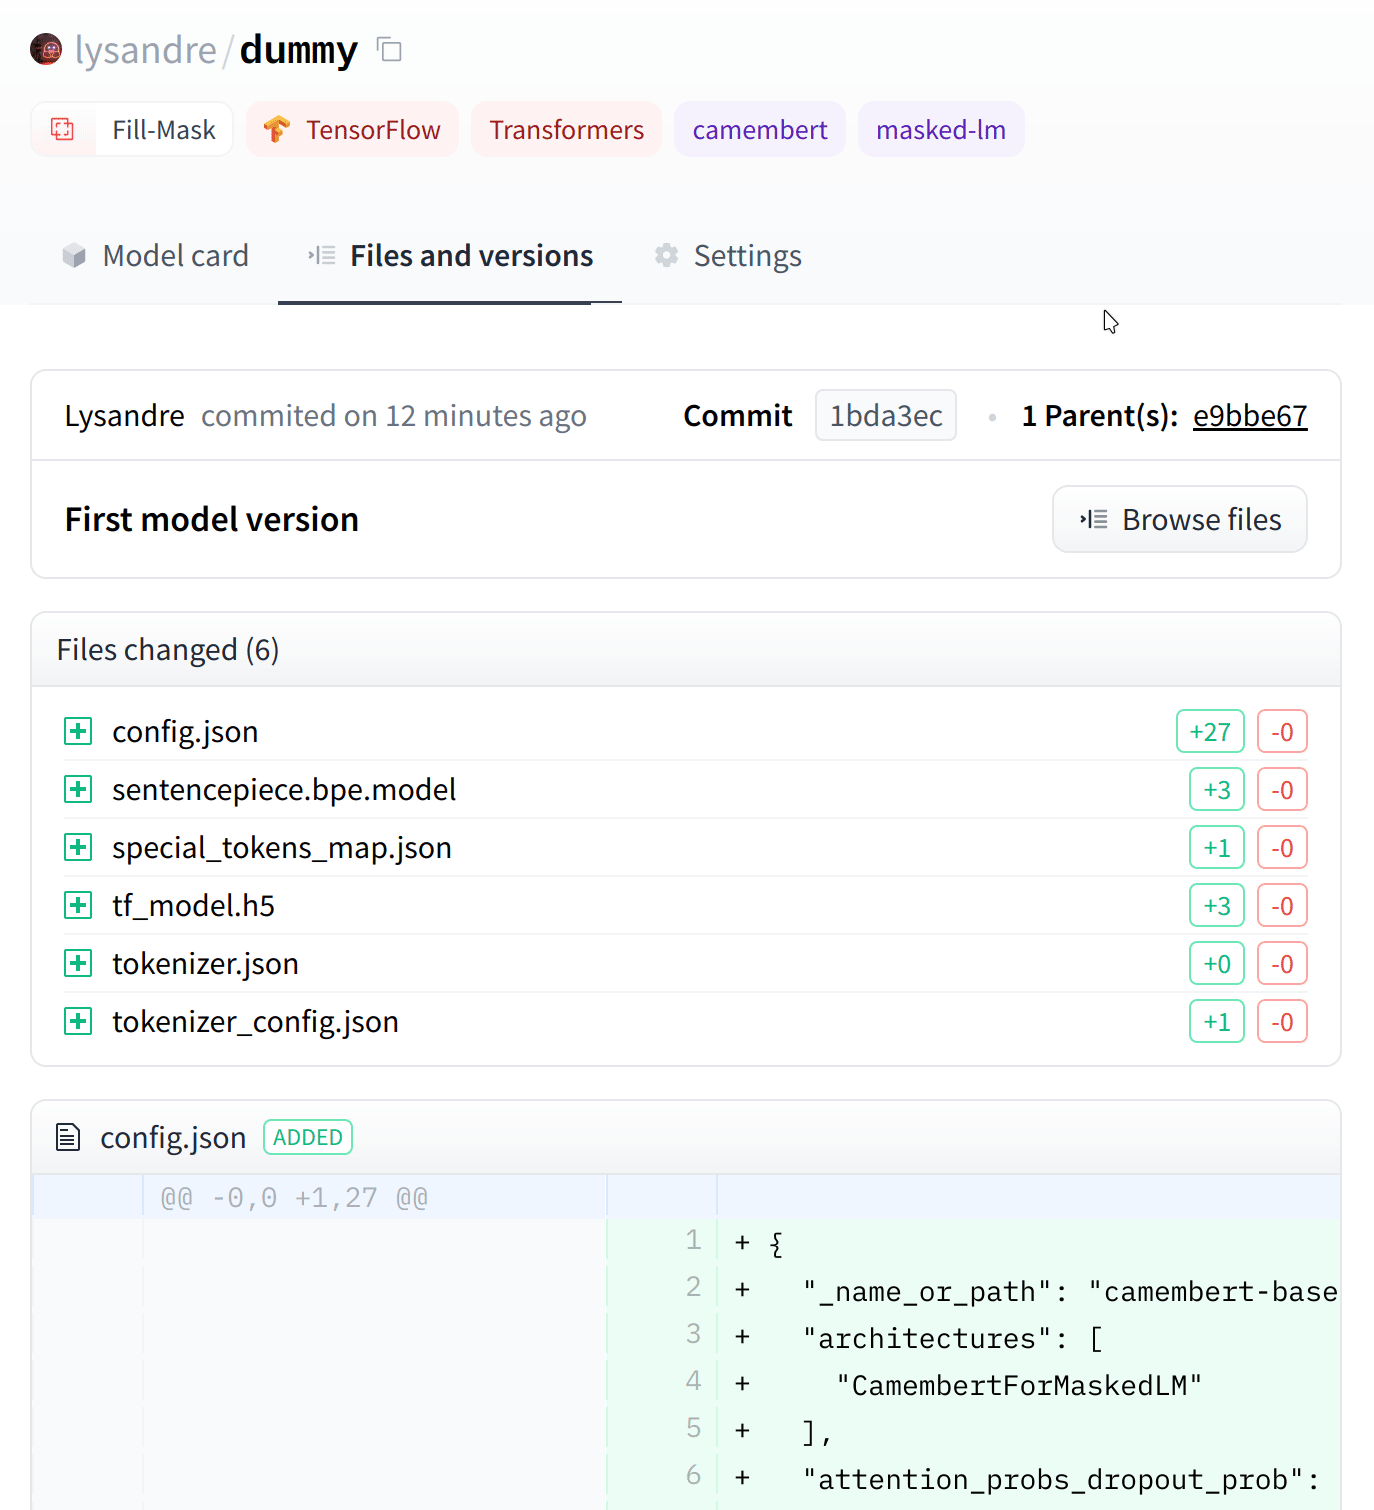 lysandre/dummy
Fill-Mask TensorFlow Transformers camembert masked-lm
Model card Files and versions Settings
Lysandre commited on 12 minutes ago Commit 1bda3ec • 1 Parent(s): e9bbe67
First model version Browse files
Files changed (6)
config.json +27 -0
sentencepiece.bpe.model +3 -0
special_tokens_map.json +1 -0
tf_model.h5 +3 -0
tokenizer.json +0 -0
tokenizer_config.json +1 -0
config.json ADDED
@@ -0,0 +1,27 @@
1 + {
2 + "_name_or_path": "camembert-base
3 + "architectures": [
4 + "CamembertForMaskedLM"
5 + ],
6 + "attention_probs_dropout_prob":